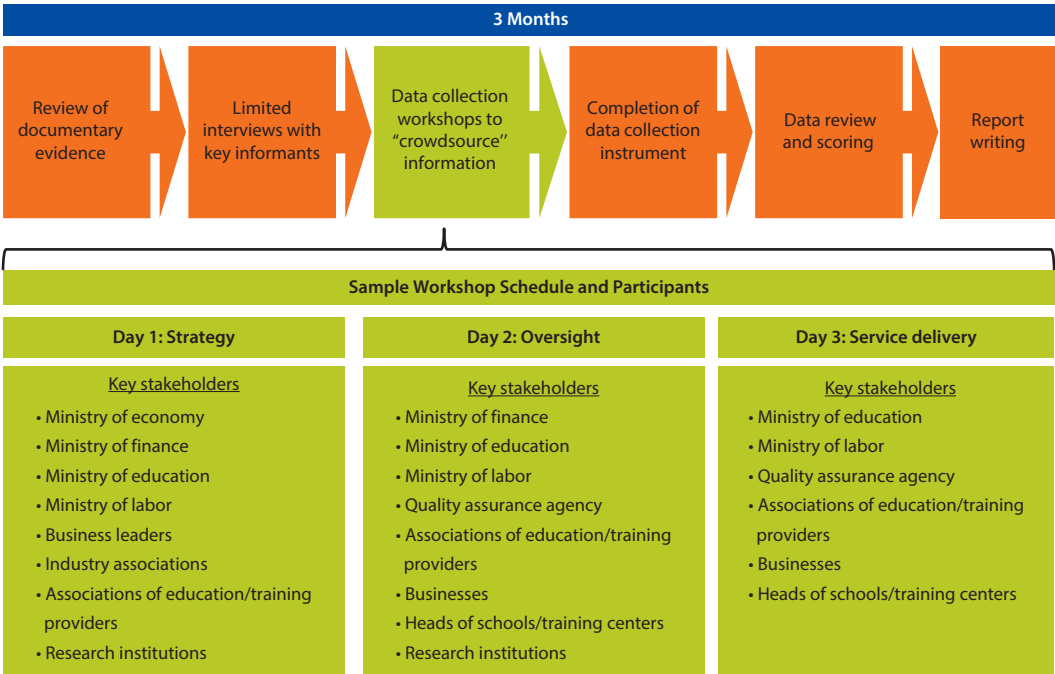 3 Months
Review of
documentary
evidence
Limited
interviews with
key informants
Data collection
workshops to
“crowdsource’’
information
Completion of
data collection
instrument
Data review
and scoring
Report
writing
Sample Workshop Schedule and Participants
Day 1: Strategy
Key stakeholders
• Ministry of economy
• Ministry of finance
• Ministry of education
• Ministry of labor
• Business leaders
• Industry associations
• Associations of education/training
providers
• Research institutions
Day 2: Oversight
Key stakeholders
• Ministry of finance
• Ministry of education
• Ministry of labor
• Quality assurance agency
• Associations of education/training
providers
• Businesses
• Heads of schools/training centers
• Research institutions
Day 3: Service delivery
Key stakeholders
• Ministry of education
• Ministry of labor
• Quality assurance agency
• Associations of education/training
providers
• Businesses
• Heads of schools/training centers